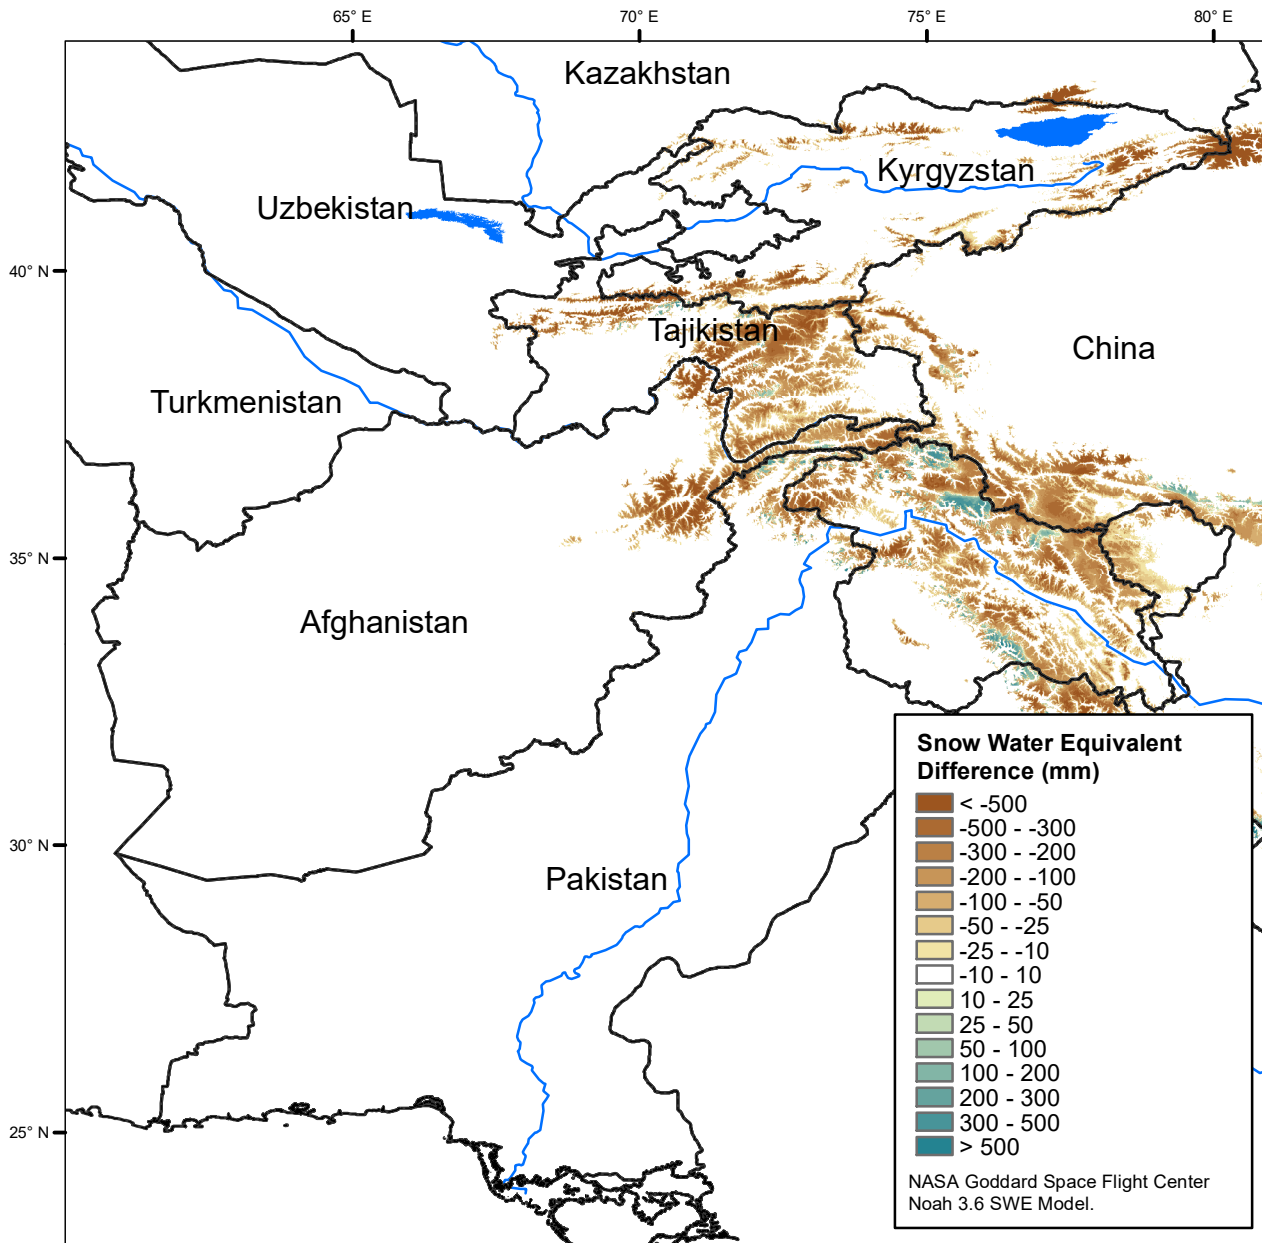 65° E
70° E
75° E
80° E
Kazakhstan
Kyrgyzstan
Uzbekistan
40° N
Tajikistan
China
Turkmenistan
35° N
Afghanistan
30° N
Pakistan
25° N
Snow Water Equivalent
Difference (mm)
< -500
-500 - -300
-300 - -200
-200 - -100
-100 - -50
-50 - -25
-25 - -10
-10 - 10
10 - 25
25 - 50
50 - 100
100 - 200
200 - 300
300 - 500
> 500
NASA Goddard Space Flight Center
Noah 3.6 SWE Model.